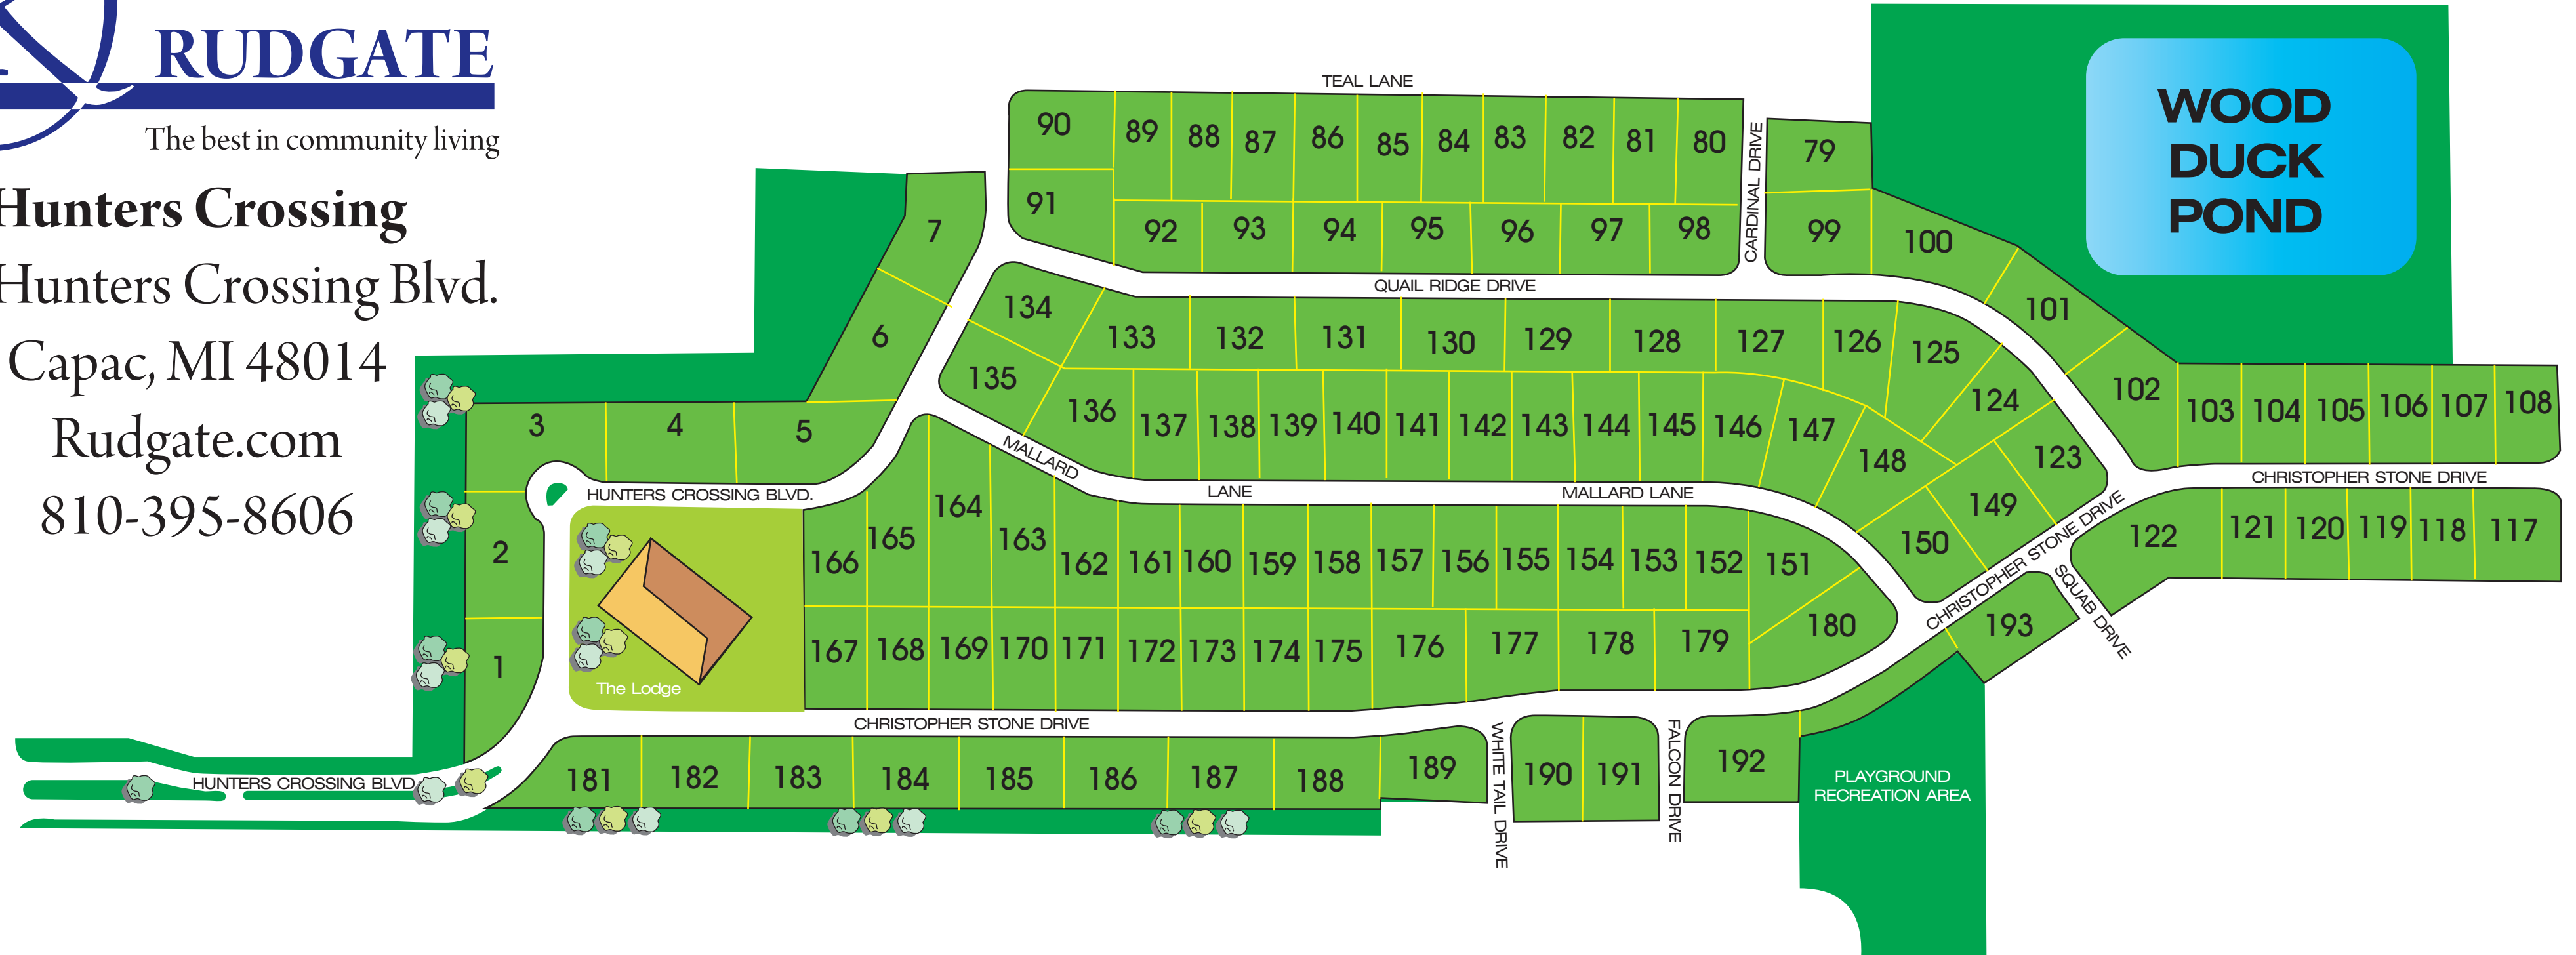 RUDGATE
The best in community living
Hunters Crossing
Hunters Crossing Blvd.
Capac, MI 48014
Rudgate.com
810-395-8606
TEAL LANE
90 89 88 87 86 85 84 83 82 81 80
91 92 93 94 95 96 97 98
CARDINAL DRIVE
79
99 100 101 102
WOOD
DUCK
POND
103 104 105 106 107 108
QUAIL RIDGE DRIVE
7
6
134 133 132 131 130 129 128 127 126 125 124 123
135 136 137 138 139 140 141 142 143 144 145 146 147 148 149 150
CHRISTOPHER STONE DRIVE
122 121 120 119 118 117
3 4 5
HUNTERS CROSSING BLVD.
MALLARD
LANE
MALLARD LANE
CHRISTOPHER STONE DRIVE
SQUAB DRIVE
193
2
1
The Lodge
166 165 164 163 162 161 160 159 158 157 156 155 154 153 152 151
167 168 169 170 171 172 173 174 175 176 177 178 179 180
CHRISTOPHER STONE DRIVE
HUNTERS CROSSING BLVD
181 182 183 184 185 186 187 188 189
WHITE TAIL DRIVE
190 191
FALCON DRIVE
192
PLAYGROUND
RECREATION AREA